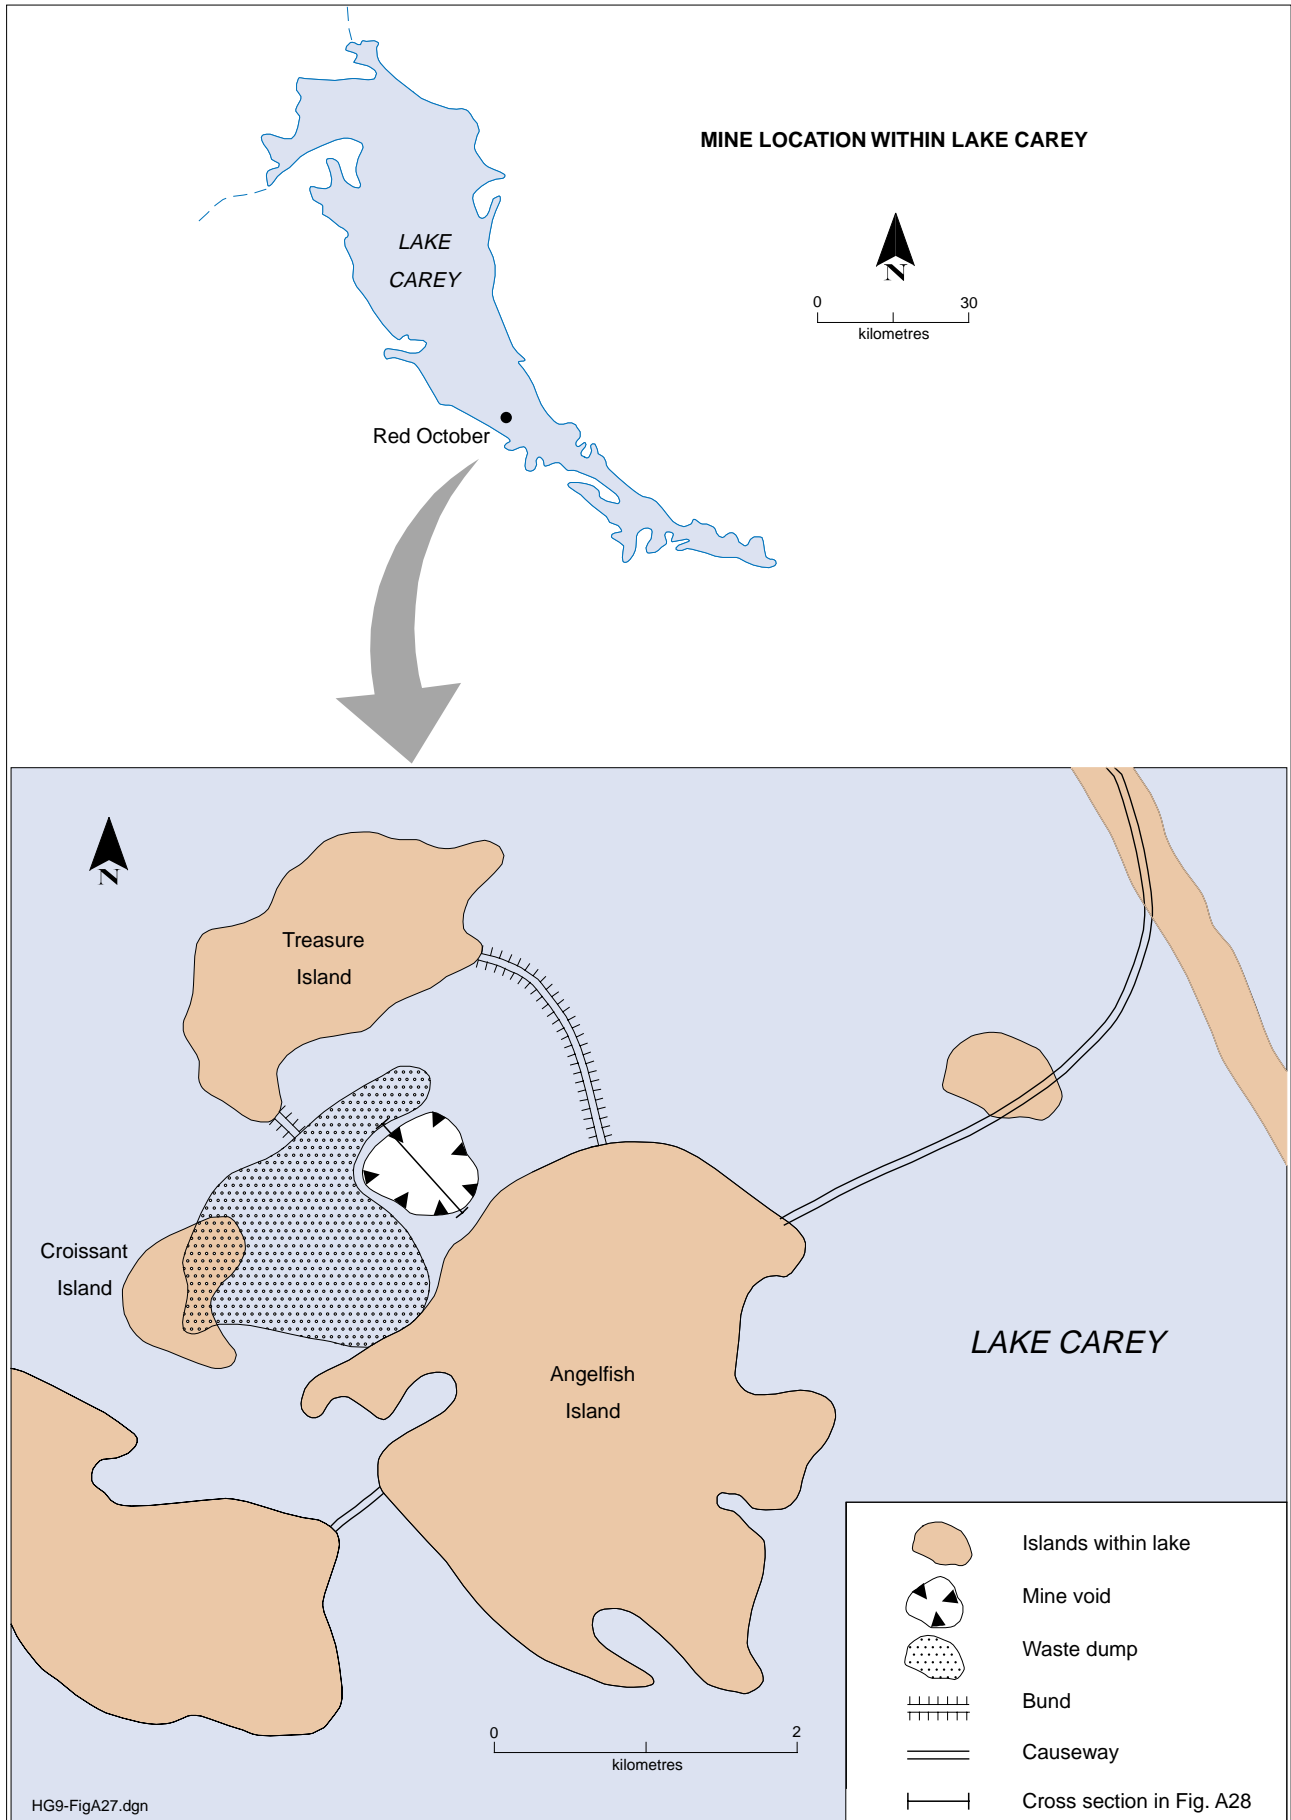 MINE LOCATION WITHIN LAKE CAREY
N
0 30
kilometres
LAKE
CAREY
Red October
N
Treasure
Island
Croissant
Island
Angelfish
Island
LAKE CAREY
0 2
kilometres
Islands within lake
Mine void
Waste dump
Bund
Causeway
Cross section in Fig. A28
HG9-FigA27.dgn